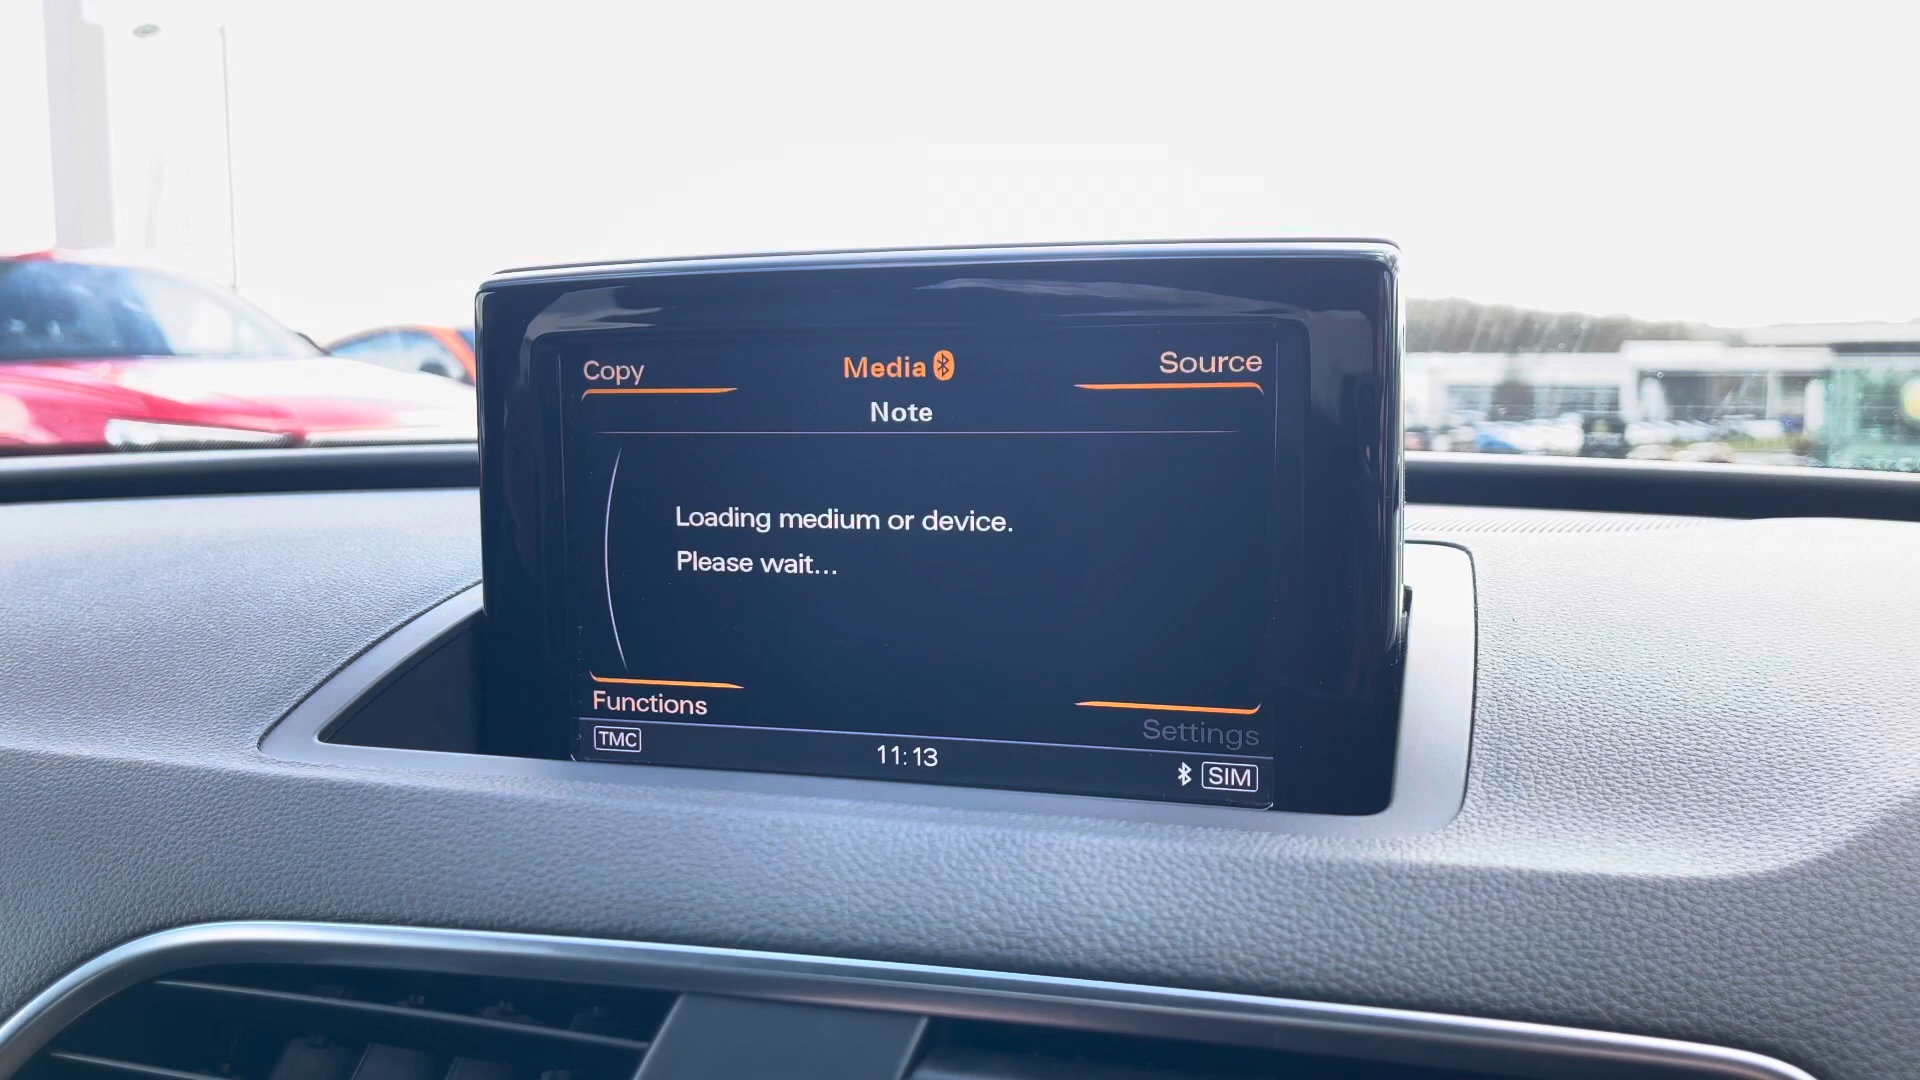 Copy
Media
Source
Note
Loading medium or device.
Please wait...
Functions
Settings
TMC
11:13
SIM